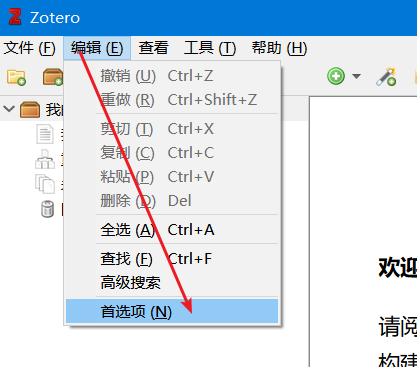 Zotero
文件 (F) 编辑 (E) 查看 工具 (T) 帮助 (H)
撤销 (U) Ctrl+Z
重做 (R) Ctrl+Shift+Z
剪切 (T) Ctrl+X
复制 (C) Ctrl+C
粘贴 (P) Ctrl+V
删除 (D) Del
全选 (A) Ctrl+A
查找 (F) Ctrl+F
高级搜索
首选项 (N)
我的
欢迎
请阅
构建